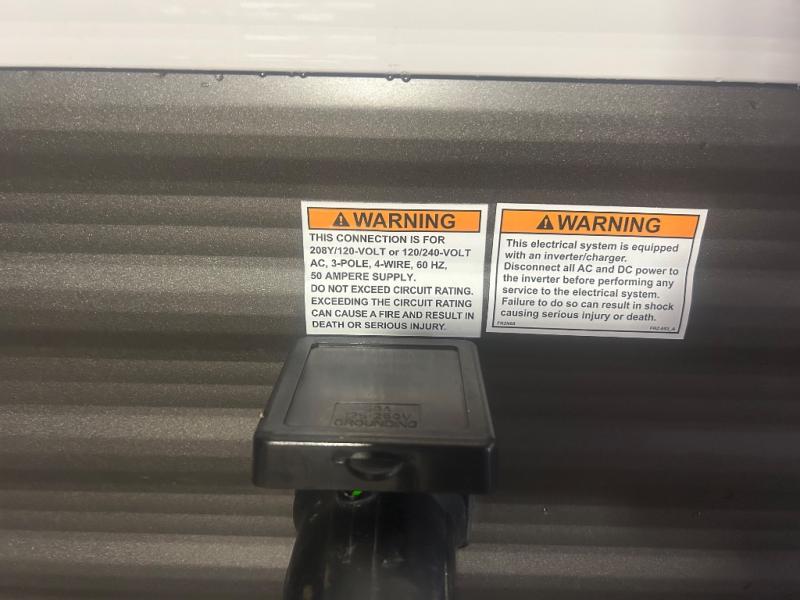 WARNING
THIS CONNECTION IS FOR
208Y/120-VOLT or 120/240-VOLT
AC, 3-POLE, 4-WIRE, 60 HZ,
50 AMPERE SUPPLY.
DO NOT EXCEED CIRCUIT RATING.
EXCEEDING THE CIRCUIT RATING
CAN CAUSE A FIRE AND RESULT IN
DEATH OR SERIOUS INJURY.
WARNING
This electrical system is equipped
with an inverter/charger.
Disconnect all AC and DC power to
the inverter before performing any
service to the electrical system.
Failure to do so can result in shock
causing serious injury or death.
50A
125-250V
GROUNDING